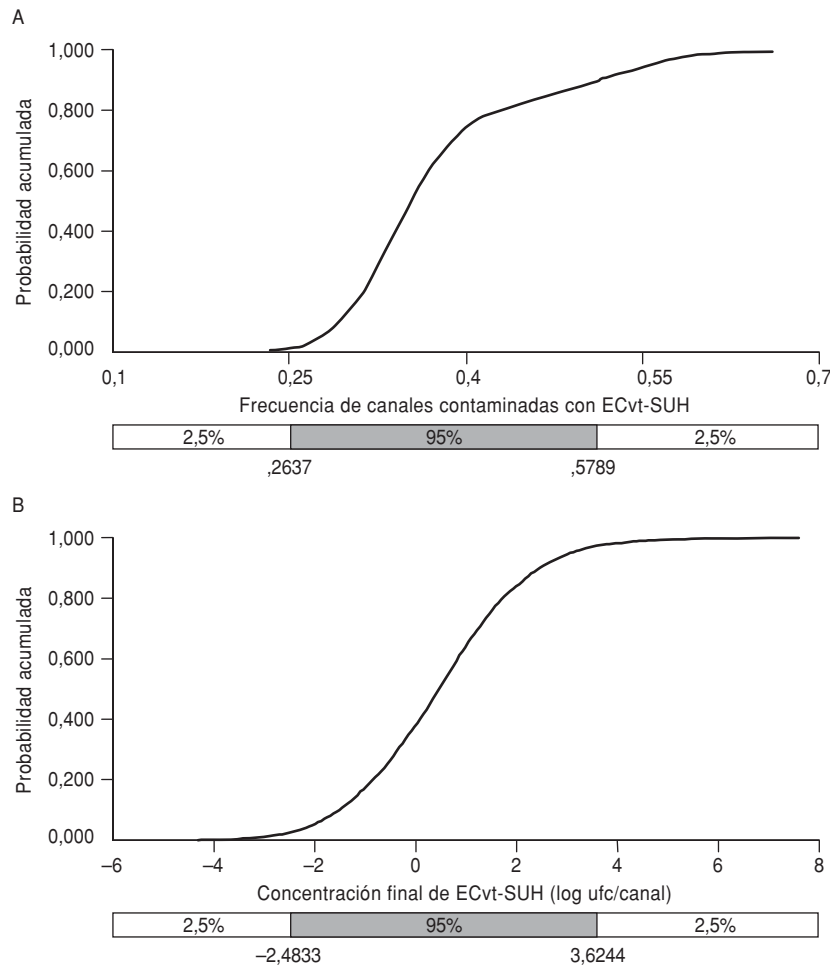 A
Probabilidad acumulada
1,000
0,800
0,600
0,400
0,200
0,000
0,1 0,25 0,4 0,55 0,7
Frecuencia de canales contaminadas con ECvt-SUH
2,5% 95% 2,5%
,2637 ,5789
B
Probabilidad acumulada
1,000
0,800
0,600
0,400
0,200
0,000
–6 –4 –2 0 2 4 6 8
Concentración final de ECvt-SUH (log ufc/canal)
2,5% 95% 2,5%
–2,4833 3,6244